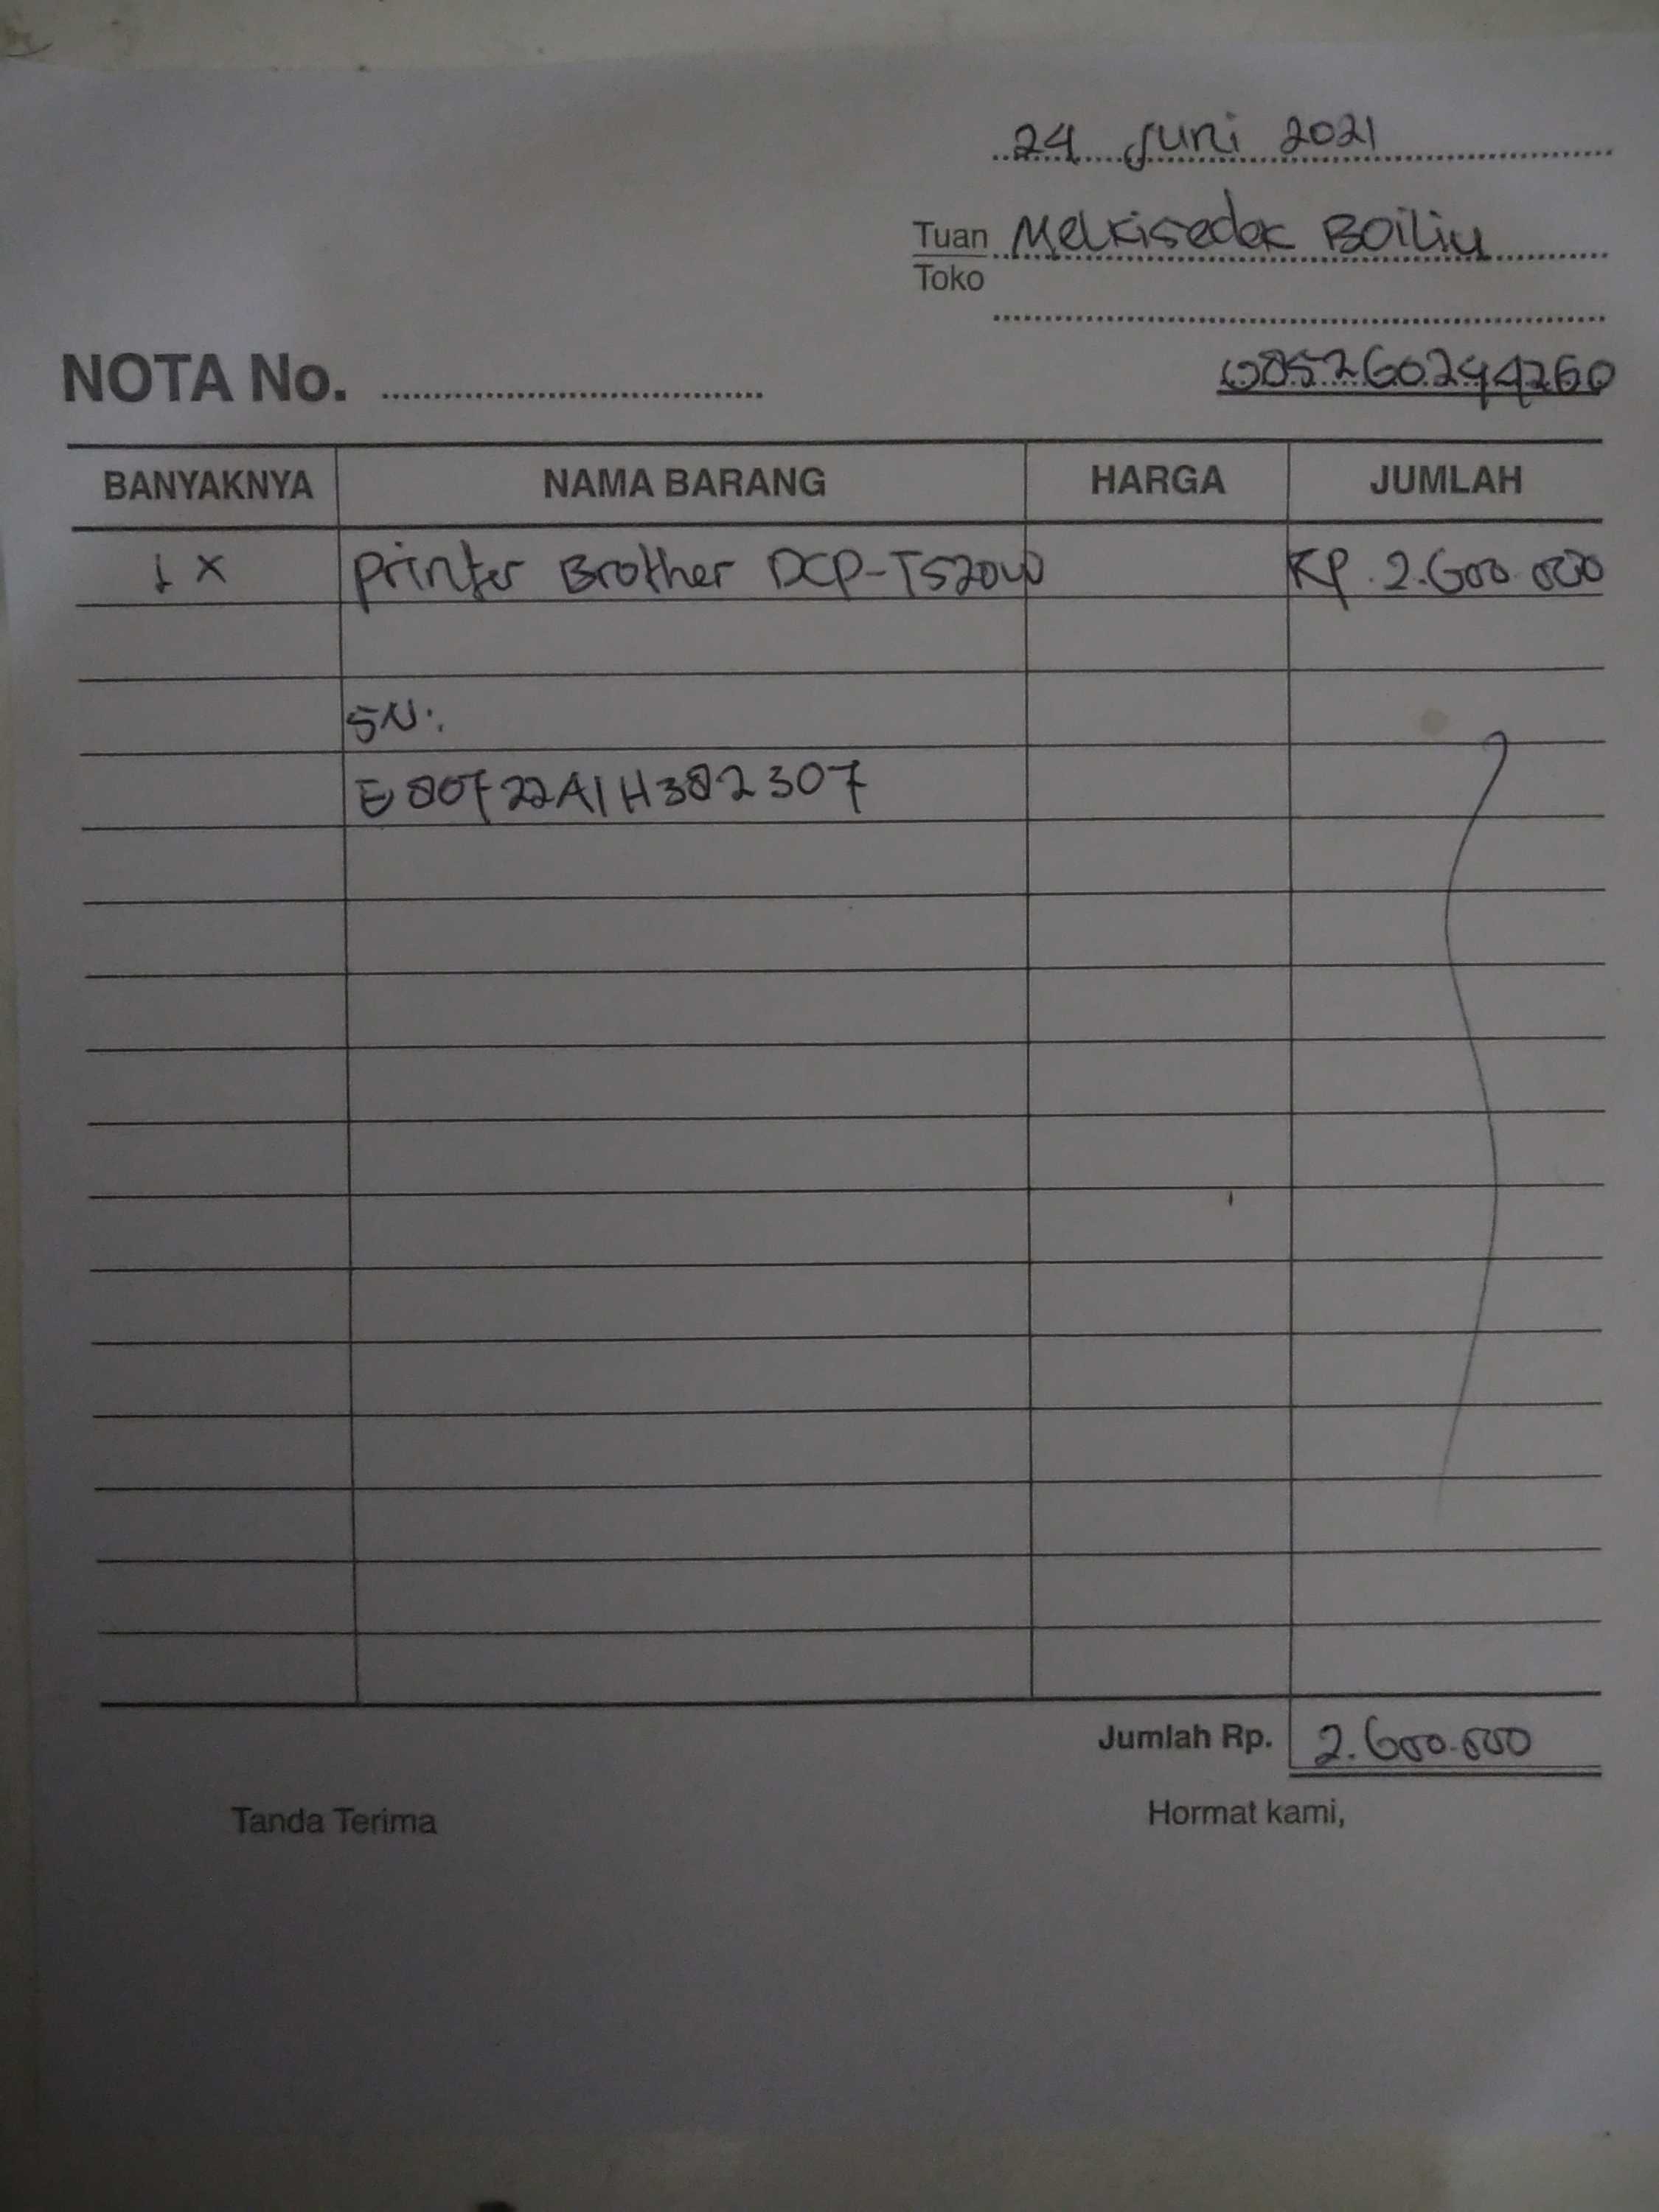 24 Juni 2021
Tuan Melkisedek Boiliu
Toko
NOTA No.
085260244260
BANYAKNYA NAMA BARANG HARGA JUMLAH
1 X Printer Brother DCP-T520W Rp. 2.600.000
SN:
E80F22A1H382307
Jumlah Rp. 2.600.000
Tanda Terima Hormat kami,